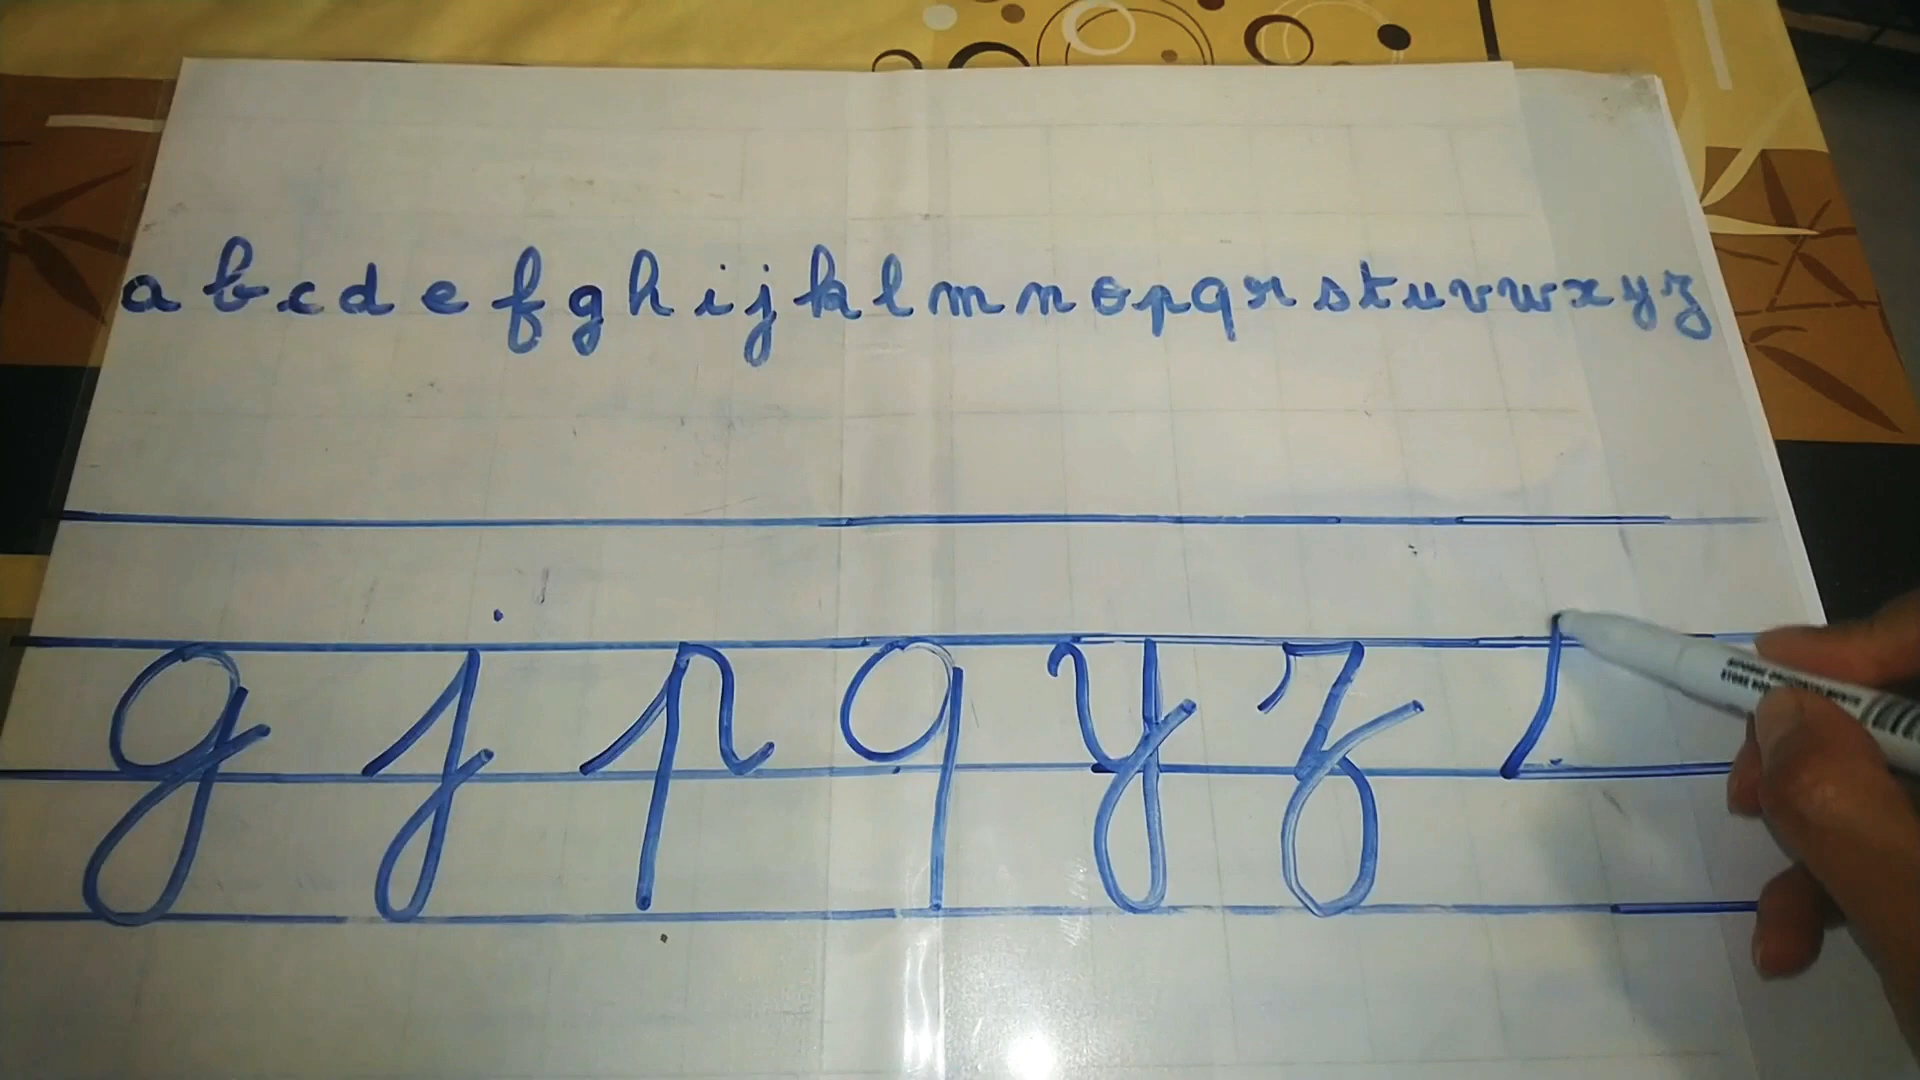 a b c d e f g h i j k l m n o p q r s t u v w x y z
g j p q y z